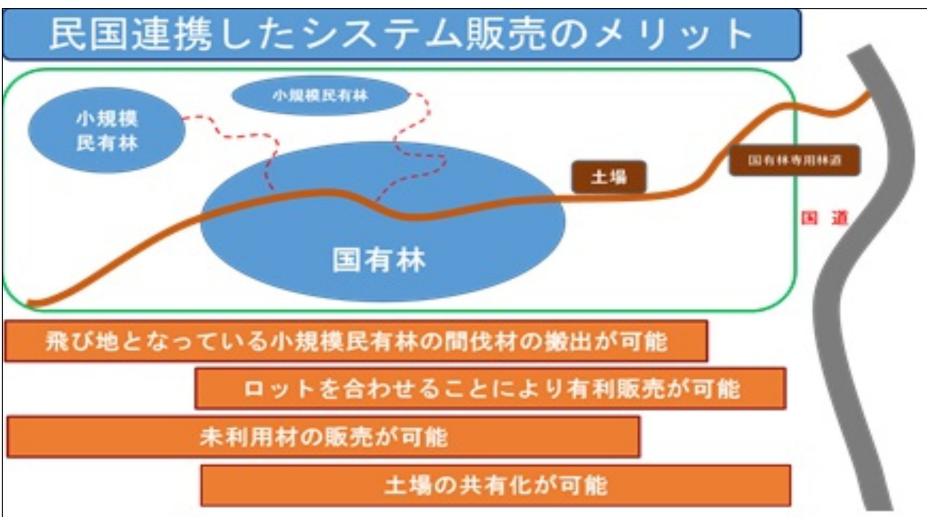 民国連携したシステム販売のメリット
小規模民有林
小規模
民有林
土場
国有林専用林道
国道
国有林
飛び地となっている小規模民有林の間伐材の搬出が可能
ロットを合わせることにより有利販売が可能
未利用材の販売が可能
土場の共有化が可能